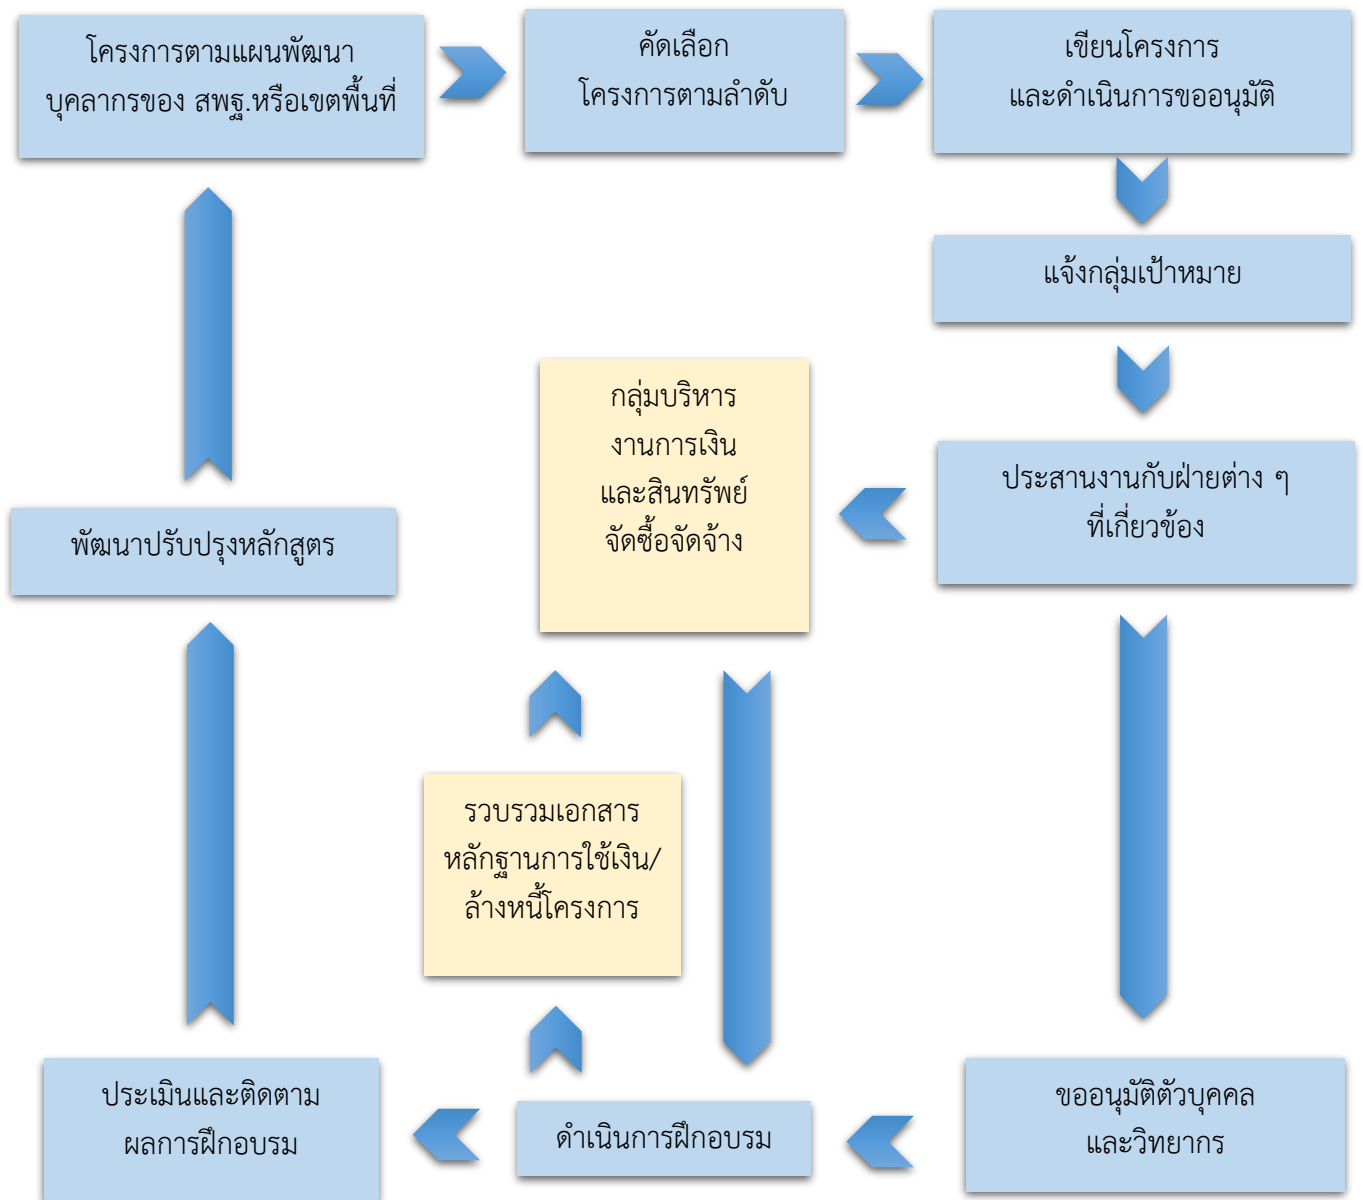 โครงการตามแผนพัฒนา
บุคลากรของ สพฐ.หรือเขตพื้นที่
คัดเลือก
โครงการตามลำดับ
เขียนโครงการ
และดำเนินการขออนุมัติ
แจ้งกลุ่มเป้าหมาย
กลุ่มบริหาร
งานการเงิน
และสินทรัพย์
จัดซื้อจัดจ้าง
ประสานงานกับฝ่ายต่าง ๆ
ที่เกี่ยวข้อง
พัฒนาปรับปรุงหลักสูตร
รวบรวมเอกสาร
หลักฐานการใช้เงิน/
ล้างหนี้โครงการ
ประเมินและติดตาม
ผลการฝึกอบรม
ดำเนินการฝึกอบรม
ขออนุมัติตัวบุคคล
และวิทยากร